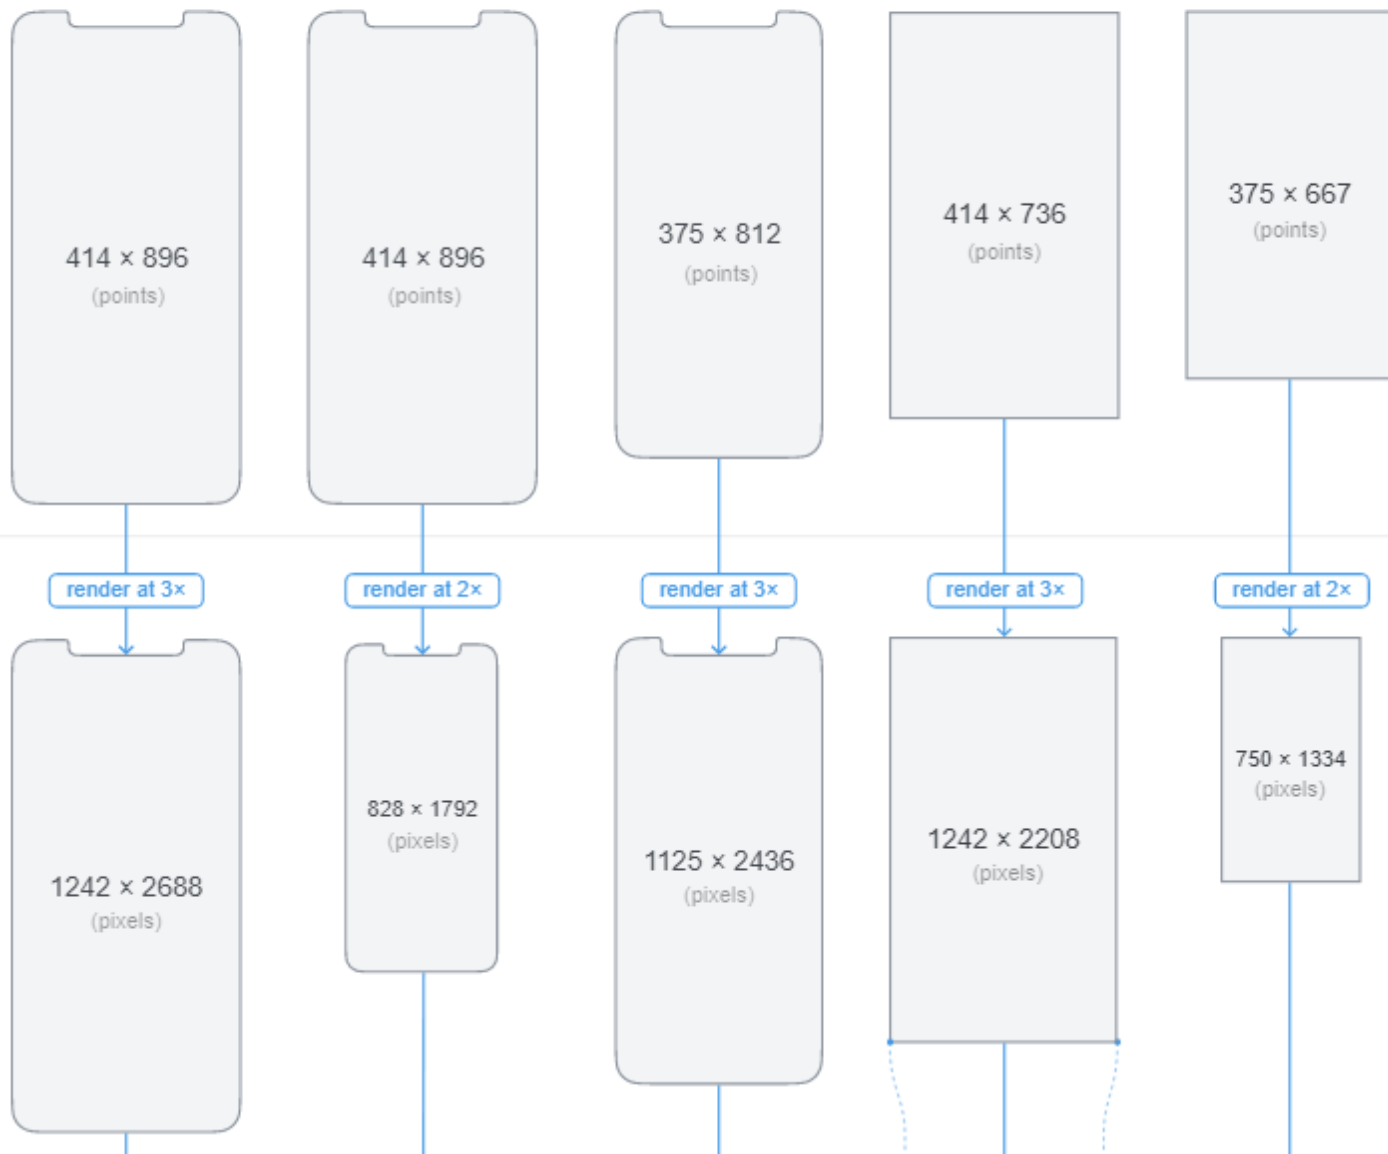 414 × 896
(points)
414 × 896
(points)
375 × 812
(points)
414 × 736
(points)
375 × 667
(points)
render at 3×
render at 2×
render at 3×
render at 3×
render at 2×
1242 × 2688
(pixels)
828 × 1792
(pixels)
1125 × 2436
(pixels)
1242 × 2208
(pixels)
750 × 1334
(pixels)